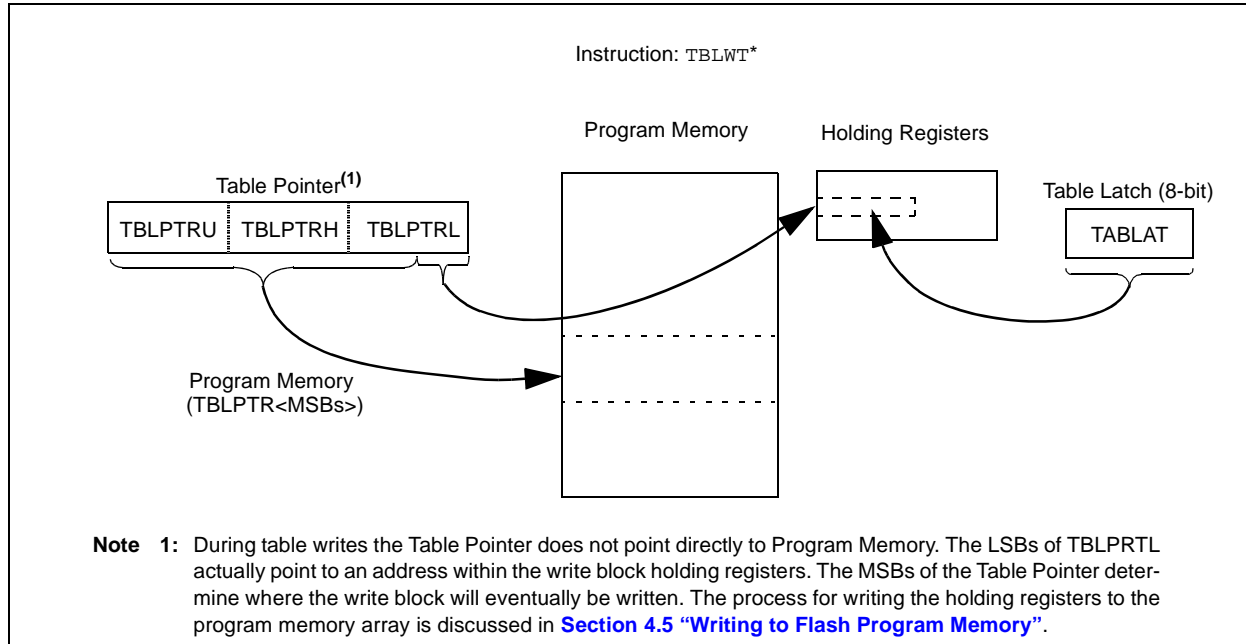 Instruction: TBLWT*
Program Memory
Holding Registers
Table Pointer(1)
Table Latch (8-bit)
TBLPTRU TBLPTRH TBLPTRL
TABLAT
Program Memory
(TBLPTR<MSBs>)
Note 1: During table writes the Table Pointer does not point directly to Program Memory. The LSBs of TBLPRTL
actually point to an address within the write block holding registers. The MSBs of the Table Pointer deter-
mine where the write block will eventually be written. The process for writing the holding registers to the
program memory array is discussed in Section 4.5 “Writing to Flash Program Memory”.